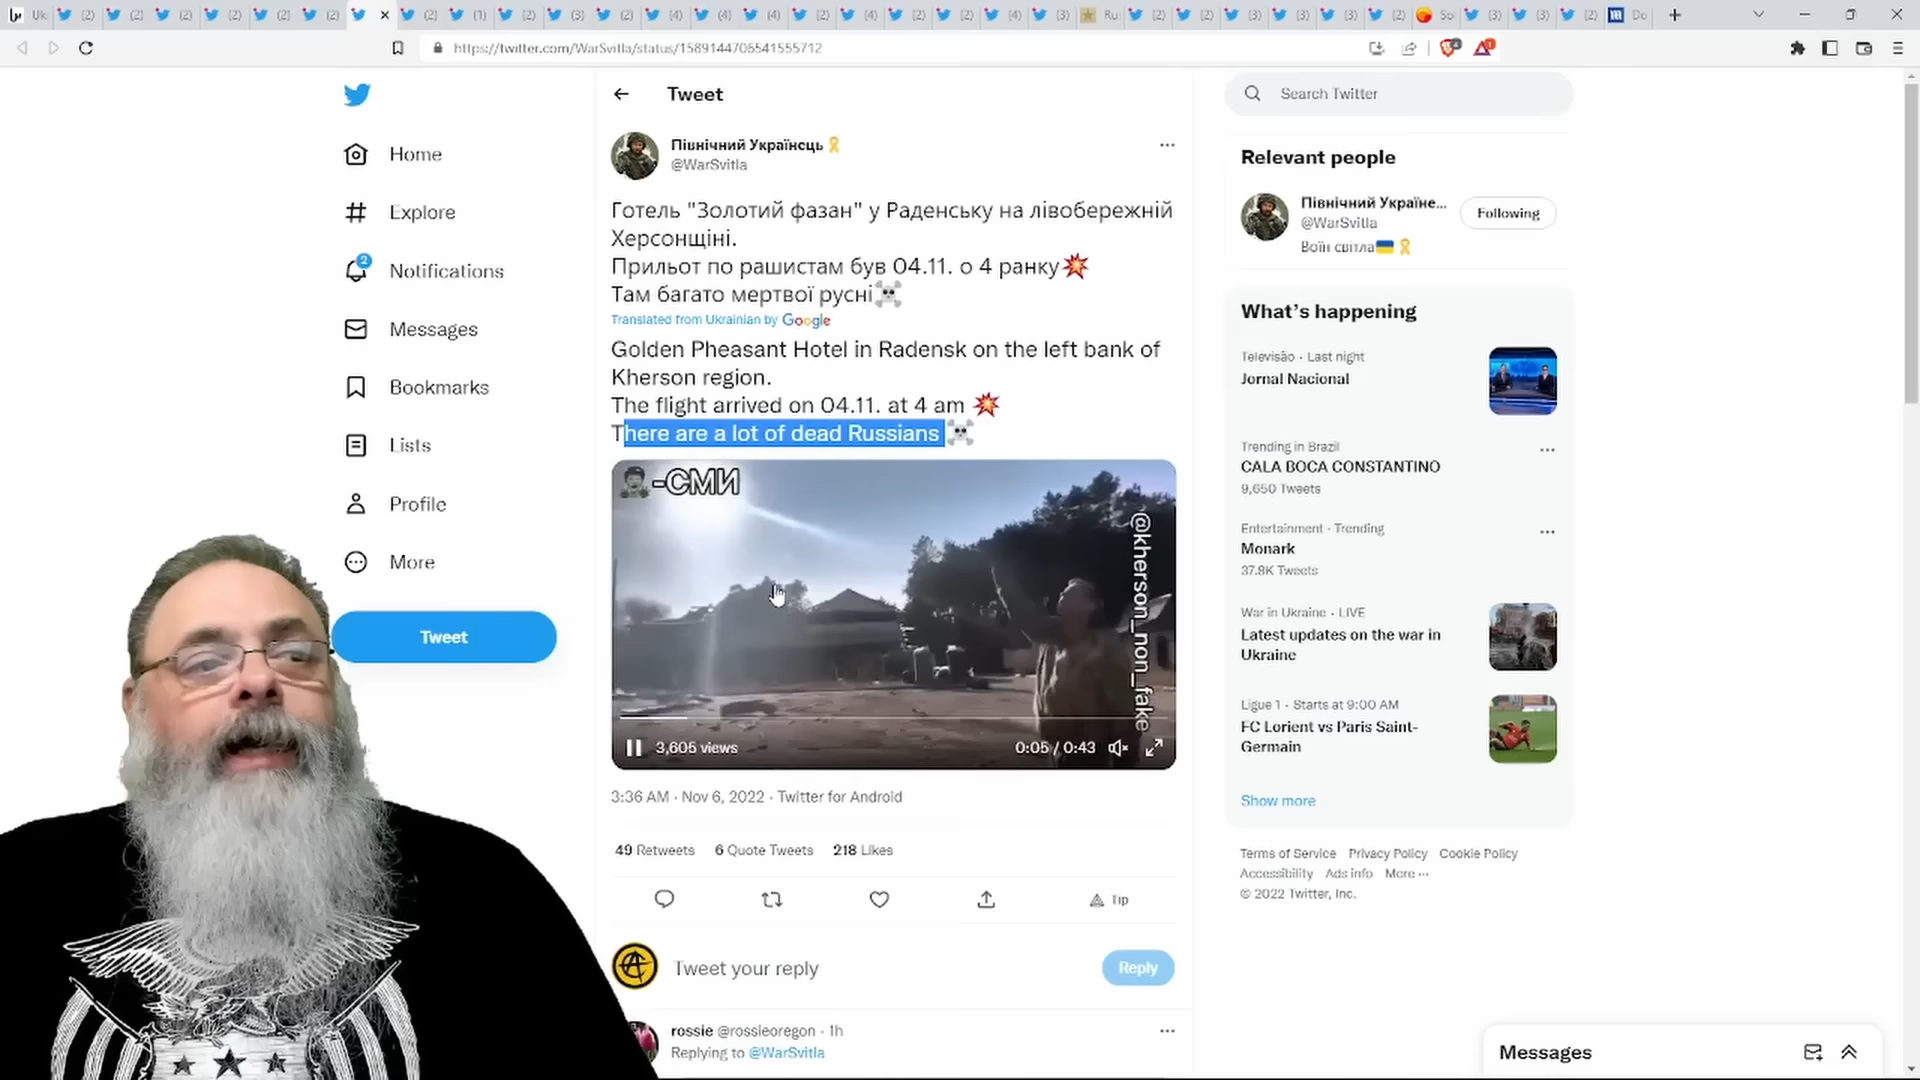 https://twitter.com/WarSvitla/status/1589144706541555712
Home
Explore
2
Notifications
Messages
Bookmarks
Lists
Profile
More
Tweet
Tweet
Північний Українєць
@WarSvitla
Готель "Золотий фазан" у Раденську на лівобережній
Херсонщіні.
Прильот по рашистам був 04.11. о 4 ранку
Там багато мертвої русні
Translated from Ukrainian by Google
Golden Pheasant Hotel in Radensk on the left bank of
Kherson region.
The flight arrived on 04.11. at 4 am
There are a lot of dead Russians
-СМИ
@kherson_non_fake
3,605 views
0:05 / 0:43
3:36 AM · Nov 6, 2022 · Twitter for Android
49 Retweets 6 Quote Tweets 218 Likes
Tip
Tweet your reply
Reply
rossie @rossieoregon · 1h
Replying to @WarSvitla
Search Twitter
Relevant people
Північний Українє...
@WarSvitla
Following
Воїн світла
What's happening
Televisão · Last night
Jornal Nacional
Trending in Brazil
CALA BOCA CONSTANTINO
9,650 Tweets
Entertainment · Trending
Monark
37.8K Tweets
War in Ukraine · LIVE
Latest updates on the war in
Ukraine
Ligue 1 · Starts at 9:00 AM
FC Lorient vs Paris Saint-
Germain
Show more
Terms of Service Privacy Policy Cookie Policy
Accessibility Ads info More ···
© 2022 Twitter, Inc.
Messages